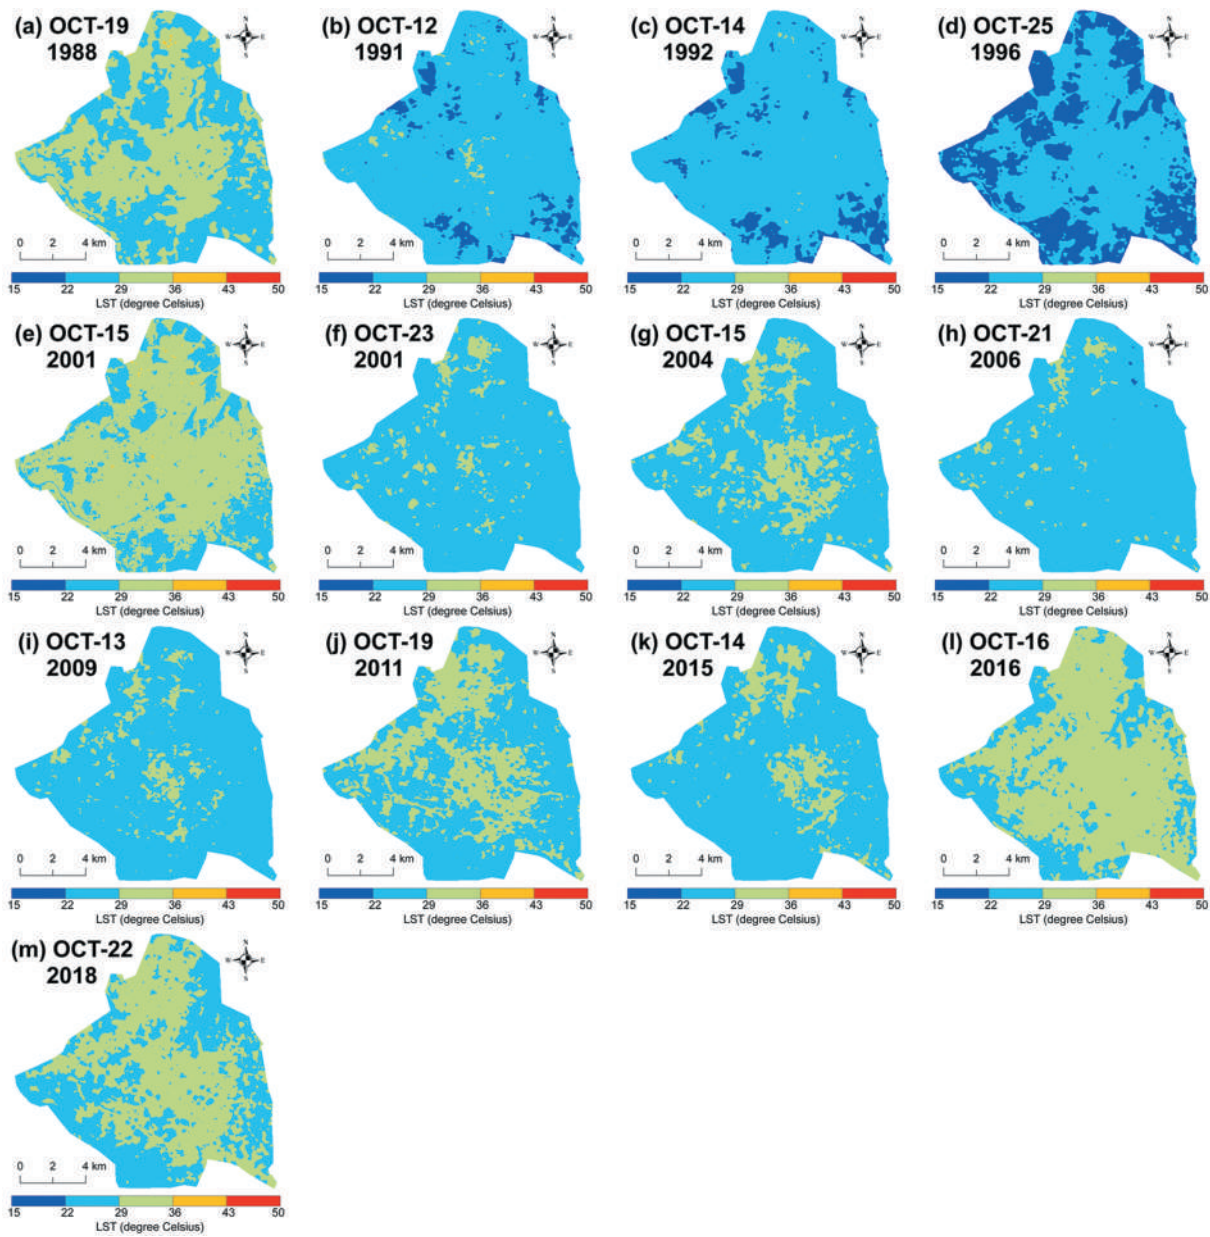 (a) OCT-19
1988
N
W E
S
0 2 4 km
15 22 29 36 43 50
LST (degree Celsius)
(b) OCT-12
1991
N
W E
S
0 2 4 km
15 22 29 36 43 50
LST (degree Celsius)
(c) OCT-14
1992
N
W E
S
0 2 4 km
15 22 29 36 43 50
LST (degree Celsius)
(d) OCT-25
1996
N
W E
S
0 2 4 km
15 22 29 36 43 50
LST (degree Celsius)
(e) OCT-15
2001
N
W E
S
0 2 4 km
15 22 29 36 43 50
LST (degree Celsius)
(f) OCT-23
2001
N
W E
S
0 2 4 km
15 22 29 36 43 50
LST (degree Celsius)
(g) OCT-15
2004
N
W E
S
0 2 4 km
15 22 29 36 43 50
LST (degree Celsius)
(h) OCT-21
2006
N
W E
S
0 2 4 km
15 22 29 36 43 50
LST (degree Celsius)
(i) OCT-13
2009
N
W E
S
0 2 4 km
15 22 29 36 43 50
LST (degree Celsius)
(j) OCT-19
2011
N
W E
S
0 2 4 km
15 22 29 36 43 50
LST (degree Celsius)
(k) OCT-14
2015
N
W E
S
0 2 4 km
15 22 29 36 43 50
LST (degree Celsius)
(l) OCT-16
2016
N
W E
S
0 2 4 km
15 22 29 36 43 50
LST (degree Celsius)
(m) OCT-22
2018
N
W E
S
0 2 4 km
15 22 29 36 43 50
LST (degree Celsius)